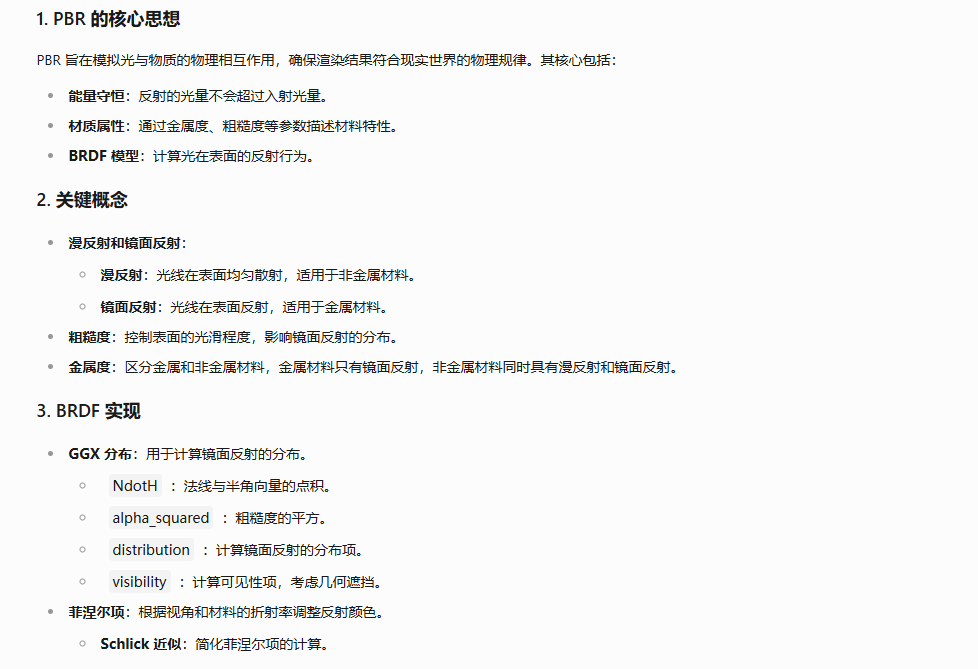 1. PBR 的核心思想
PBR 旨在模拟光与物质的物理相互作用，确保渲染结果符合现实世界的物理规律。其核心包括：
能量守恒：反射的光量不会超过入射光量。
材质属性：通过金属度、粗糙度等参数描述材料特性。
BRDF 模型：计算光在表面的反射行为。
2. 关键概念
漫反射和镜面反射：
漫反射：光线在表面均匀散射，适用于非金属材料。
镜面反射：光线在表面反射，适用于金属材料。
粗糙度：控制表面的光滑程度，影响镜面反射的分布。
金属度：区分金属和非金属材料，金属材料只有镜面反射，非金属材料同时具有漫反射和镜面反射。
3. BRDF 实现
GGX 分布：用于计算镜面反射的分布。
NdotH ：法线与半角向量的点积。
alpha_squared ：粗糙度的平方。
distribution ：计算镜面反射的分布项。
visibility ：计算可见性项，考虑几何遮挡。
菲涅尔项：根据视角和材料的折射率调整反射颜色。
Schlick 近似：简化菲涅尔项的计算。